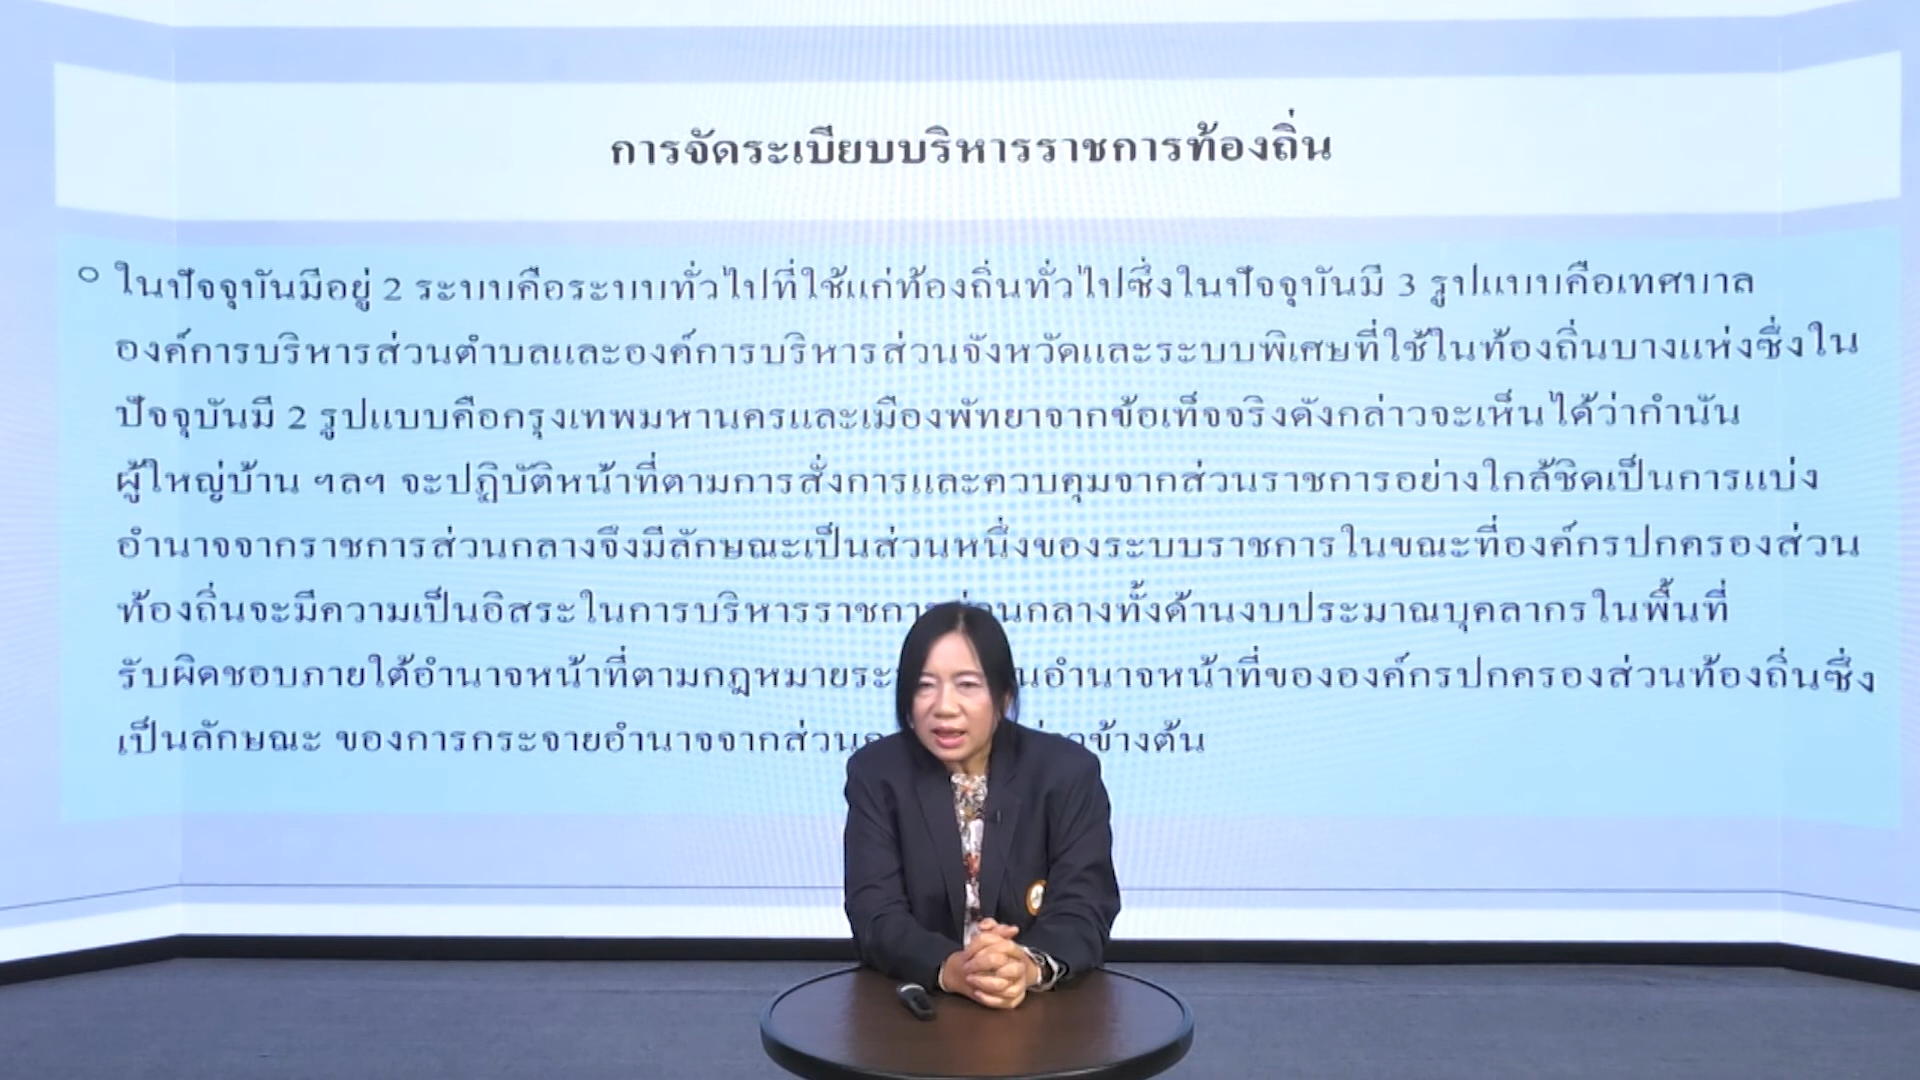 การจัดระเบียบบริหารราชการท้องถิ่น
ในปัจจุบันมีอยู่ 2 ระบบคือระบบทั่วไปที่ใช้แก่ท้องถิ่นทั่วไปซึ่งในปัจจุบันมี 3 รูปแบบคือเทศบาล
องค์การบริหารส่วนตำบลและองค์การบริหารส่วนจังหวัดและระบบพิเศษที่ใช้ในท้องถิ่นบางแห่งซึ่งใน
ปัจจุบันมี 2 รูปแบบคือกรุงเทพมหานครและเมืองพัทยาจากข้อเท็จจริงดังกล่าวจะเห็นได้ว่ากำนัน
ผู้ใหญ่บ้าน ฯลฯ จะปฏิบัติหน้าที่ตามการสั่งการและควบคุมจากส่วนราชการอย่างใกล้ชิดเป็นการแบ่ง
อำนาจจากราชการส่วนกลางจึงมีลักษณะเป็นส่วนหนึ่งของระบบราชการในขณะที่องค์กรปกครองส่วน
ท้องถิ่นจะมีความเป็นอิสระในการบริหารราชการส่วนกลางทั้งด้านงบประมาณบุคลากรในพื้นที่
รับผิดชอบภายใต้อำนาจหน้าที่ตามกฎหมาย อำนาจหน้าที่ขององค์กรปกครองส่วนท้องถิ่นซึ่ง
เป็นลักษณะ ของการกระจายอำนาจจากส่วน ข้างต้น